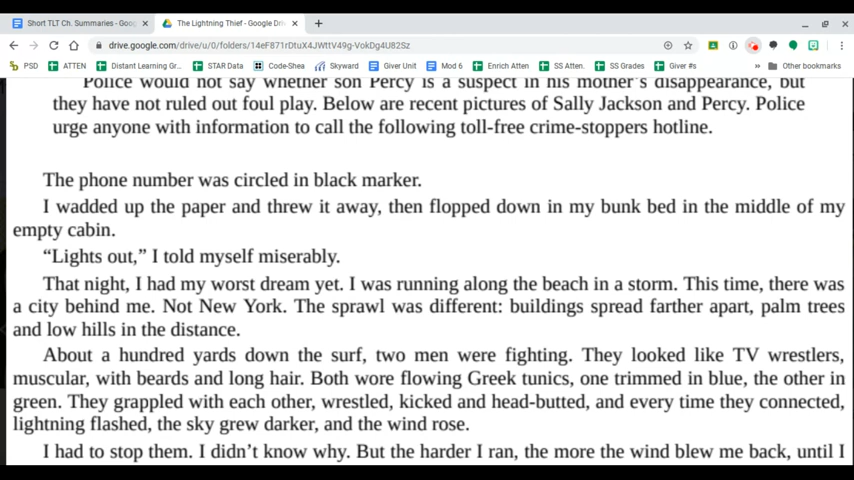 Short TLT Ch. Summaries - Goog
The Lightning Thief - Google Driv
drive.google.com/drive/u/0/folders/14eF871rDtuX4JWttV49g-VokDg4U82Sz
PSD ATTEN Distant Learning Gr... STAR Data Code-Shea Skyward Giver Unit Mod 6 Enrich Atten SS Atten. SS Grades Giver #s » Other bookmarks
Police would not say whether son Percy is a suspect in his mother's disappearance, but
they have not ruled out foul play. Below are recent pictures of Sally Jackson and Percy. Police
urge anyone with information to call the following toll-free crime-stoppers hotline.
The phone number was circled in black marker.
I wadded up the paper and threw it away, then flopped down in my bunk bed in the middle of my
empty cabin.
“Lights out,” I told myself miserably.
That night, I had my worst dream yet. I was running along the beach in a storm. This time, there was
a city behind me. Not New York. The sprawl was different: buildings spread farther apart, palm trees
and low hills in the distance.
About a hundred yards down the surf, two men were fighting. They looked like TV wrestlers,
muscular, with beards and long hair. Both wore flowing Greek tunics, one trimmed in blue, the other in
green. They grappled with each other, wrestled, kicked and head-butted, and every time they connected,
lightning flashed, the sky grew darker, and the wind rose.
I had to stop them. I didn’t know why. But the harder I ran, the more the wind blew me back, until I